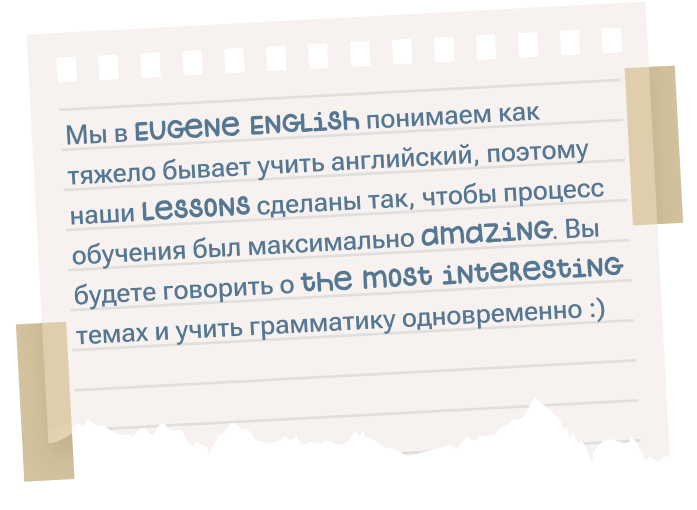 Мы в EUGENE ENGLiSh понимаем как
тяжело бывает учить английский, поэтому
наши LESSONS сделаны так, чтобы процесс
обучения был максимально amaziNG. Вы
будете говорить о the most iNteRestiNG
темах и учить грамматику одновременно :)